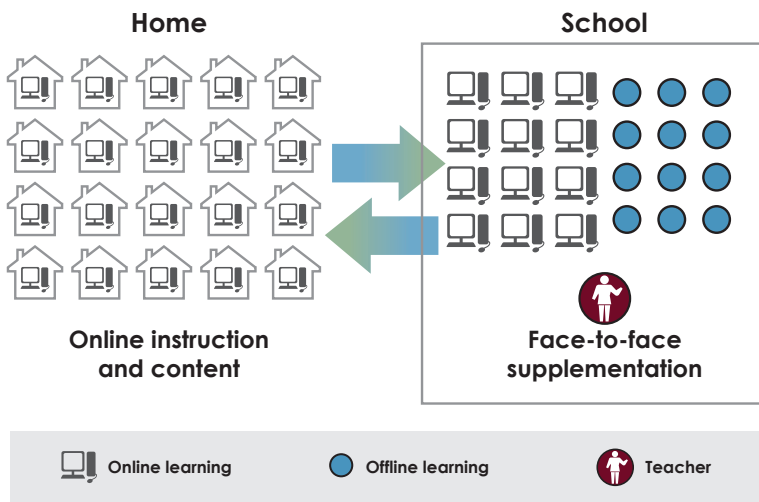 Home
School
Online instruction
and content
Face-to-face
supplementation
Online learning
Offline learning
Teacher